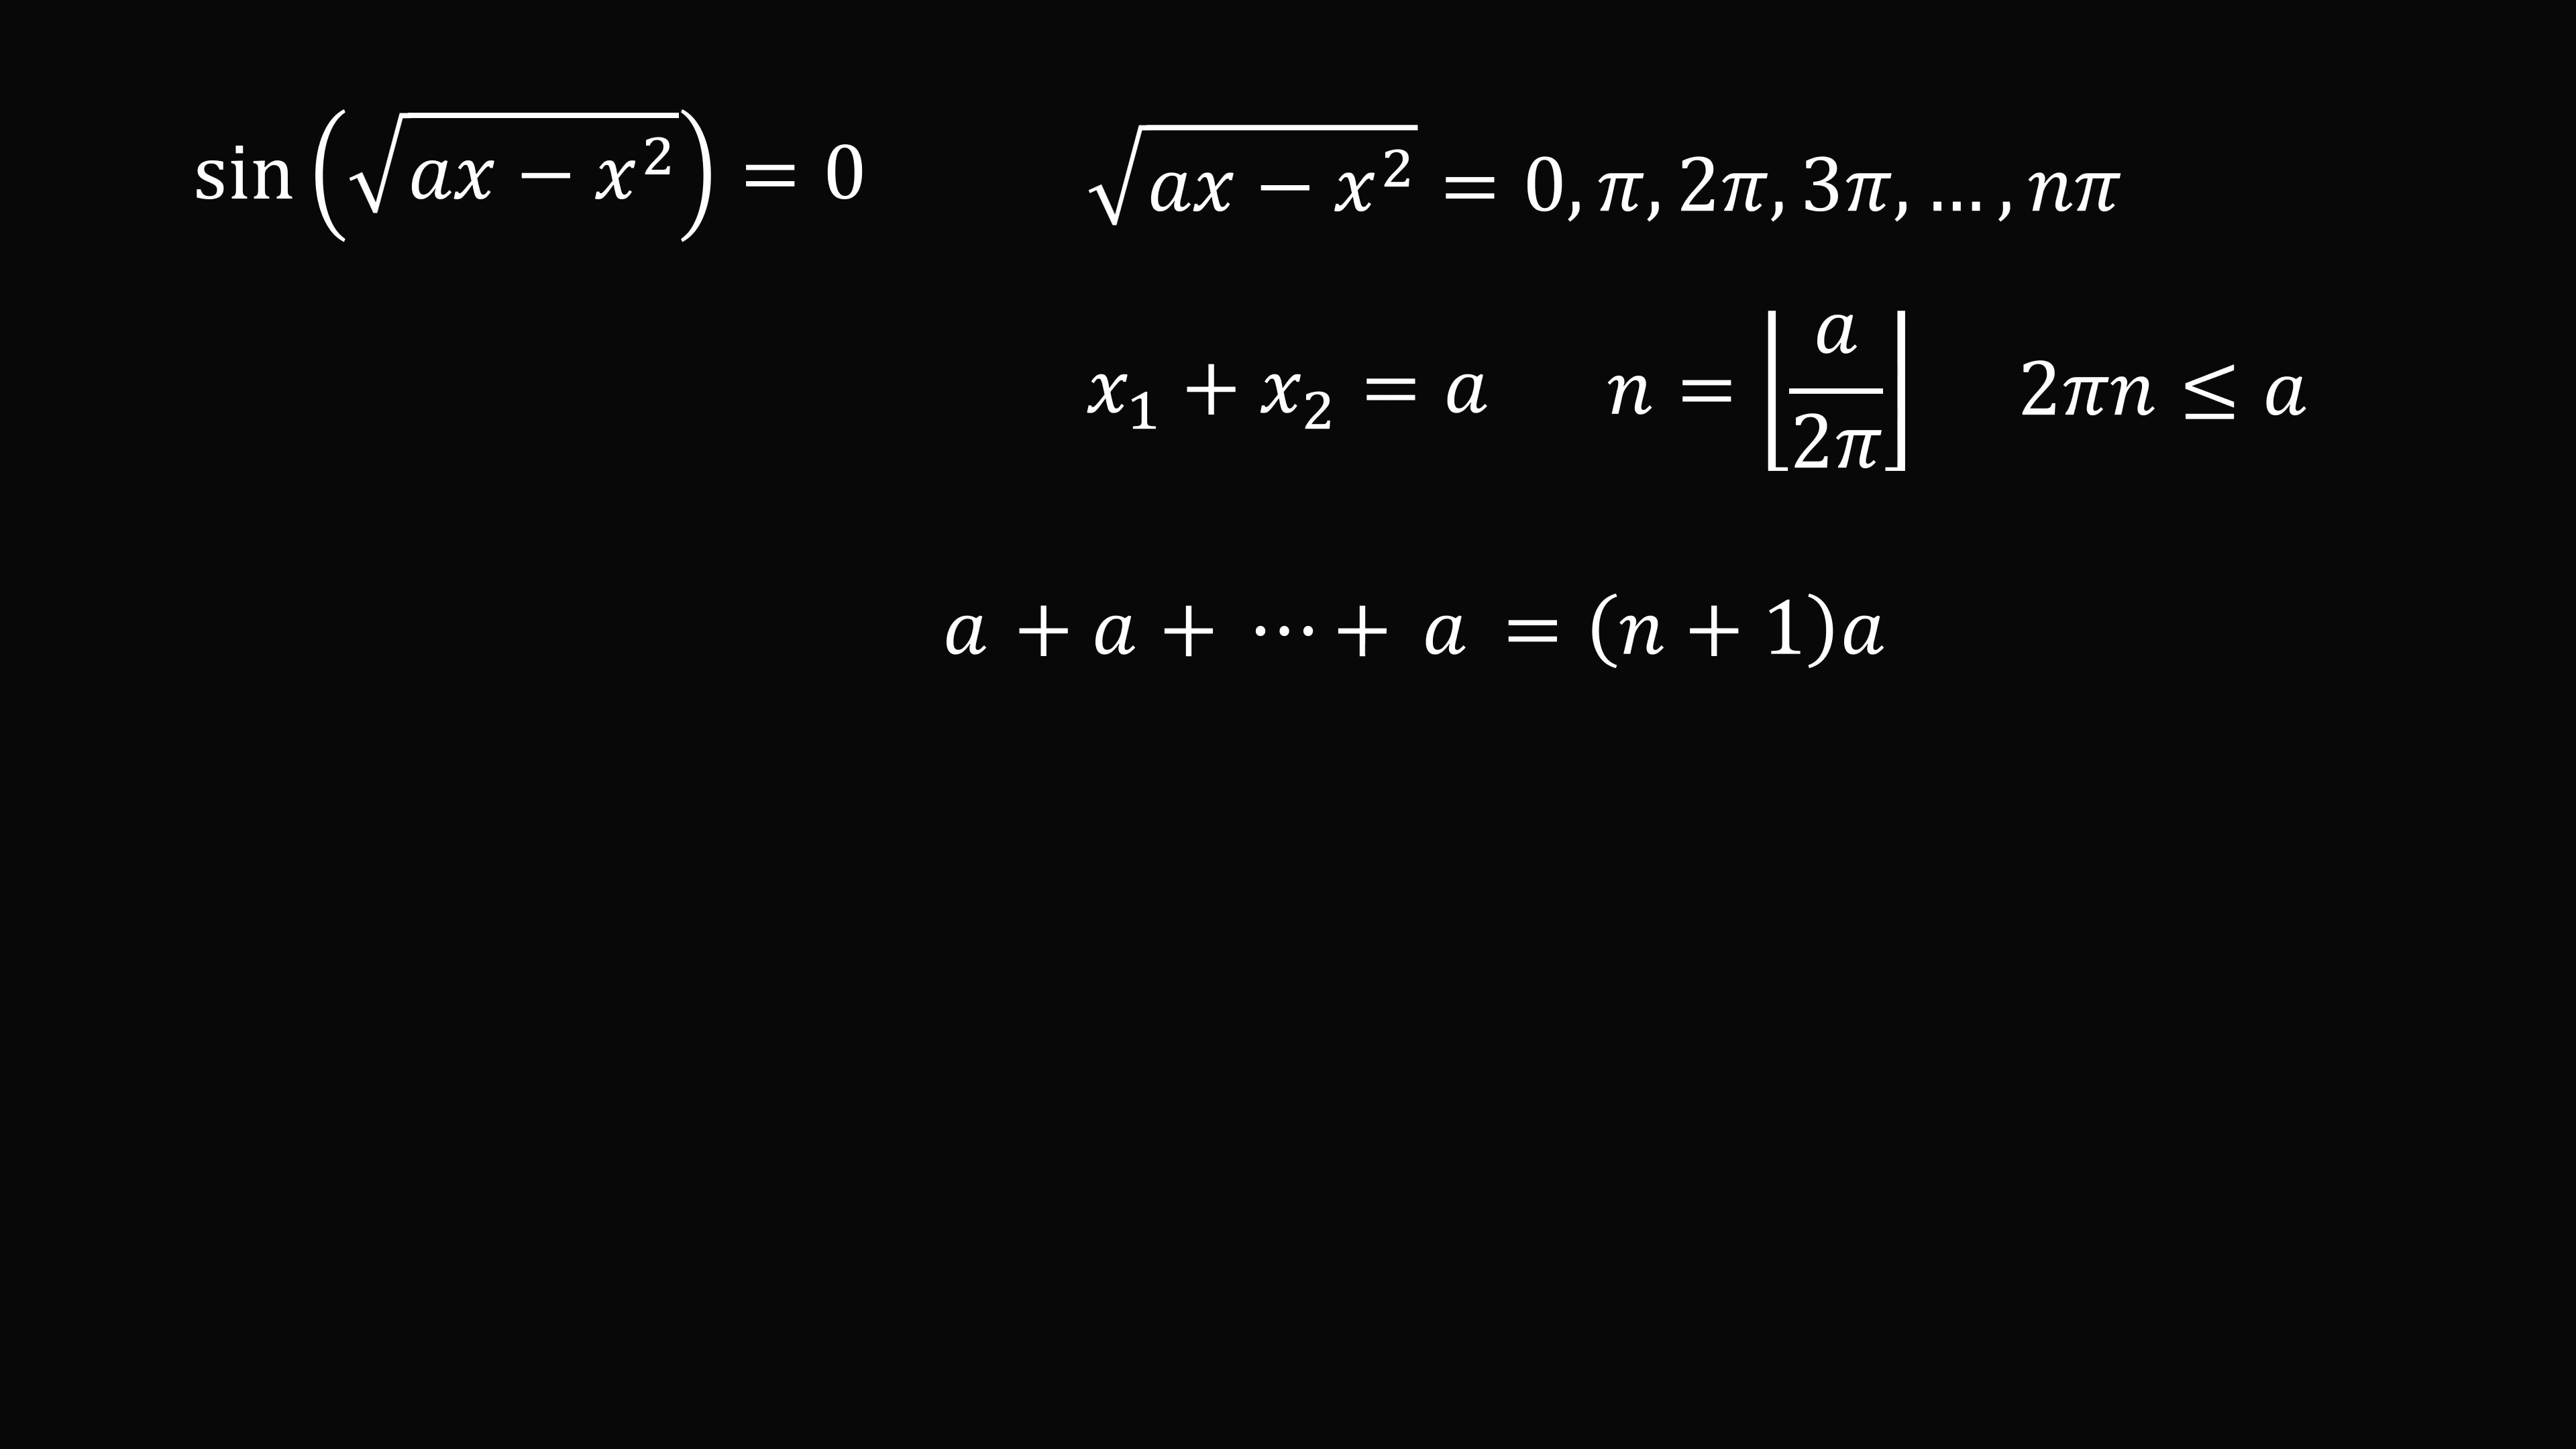 sin(√(ax − x²)) = 0 √(ax − x²) = 0, π, 2π, 3π, …, nπ
x₁ + x₂ = a n = ⌊a/2π⌋ 2πn ≤ a
a + a + ⋯ + a = (n + 1)a